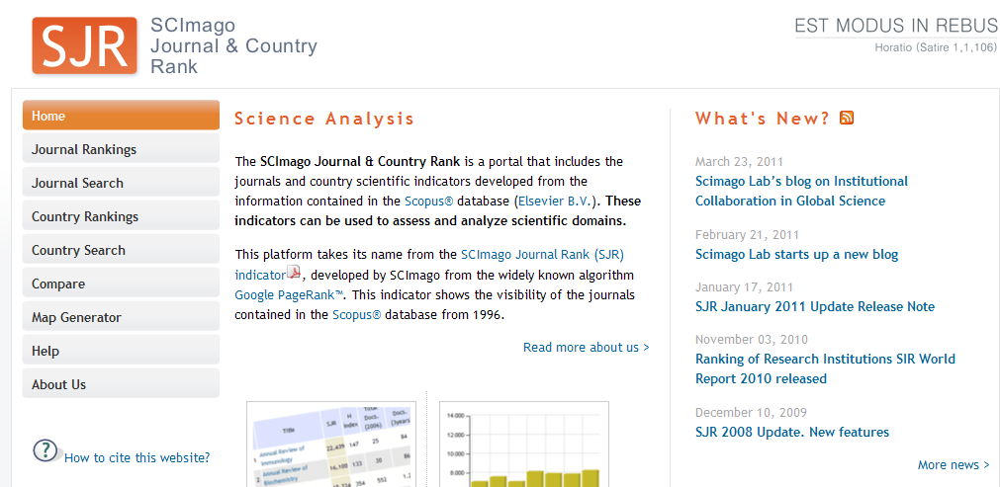 SJR
SCImago
Journal & Country
Rank
EST MODUS IN REBUS
Horatio (Satire 1,1,106)
Home
Journal Rankings
Journal Search
Country Rankings
Country Search
Compare
Map Generator
Help
About Us
How to cite this website?
Science Analysis
The SCImago Journal & Country Rank is a portal that includes the
journals and country scientific indicators developed from the
information contained in the Scopus® database (Elsevier B.V.). These
indicators can be used to assess and analyze scientific domains.
This platform takes its name from the SCImago Journal Rank (SJR)
indicator, developed by SCImago from the widely known algorithm
Google PageRank™. This indicator shows the visibility of the journals
contained in the Scopus® database from 1996.
Read more about us >
Title SJR H Index Total Docs. (2006) Docs. (3years
1 Annual Review of Immunology 22,439 147 25 84
2 Annual Review of Biochemistry 16,100 133 30 86
354 552
14.000
12.000
10.000
8.000
What's New?
March 23, 2011
Scimago Lab's blog on Institutional
Collaboration in Global Science
February 21, 2011
Scimago Lab starts up a new blog
January 17, 2011
SJR January 2011 Update Release Note
November 03, 2010
Ranking of Research Institutions SIR World
Report 2010 released
December 10, 2009
SJR 2008 Update. New features
More news >